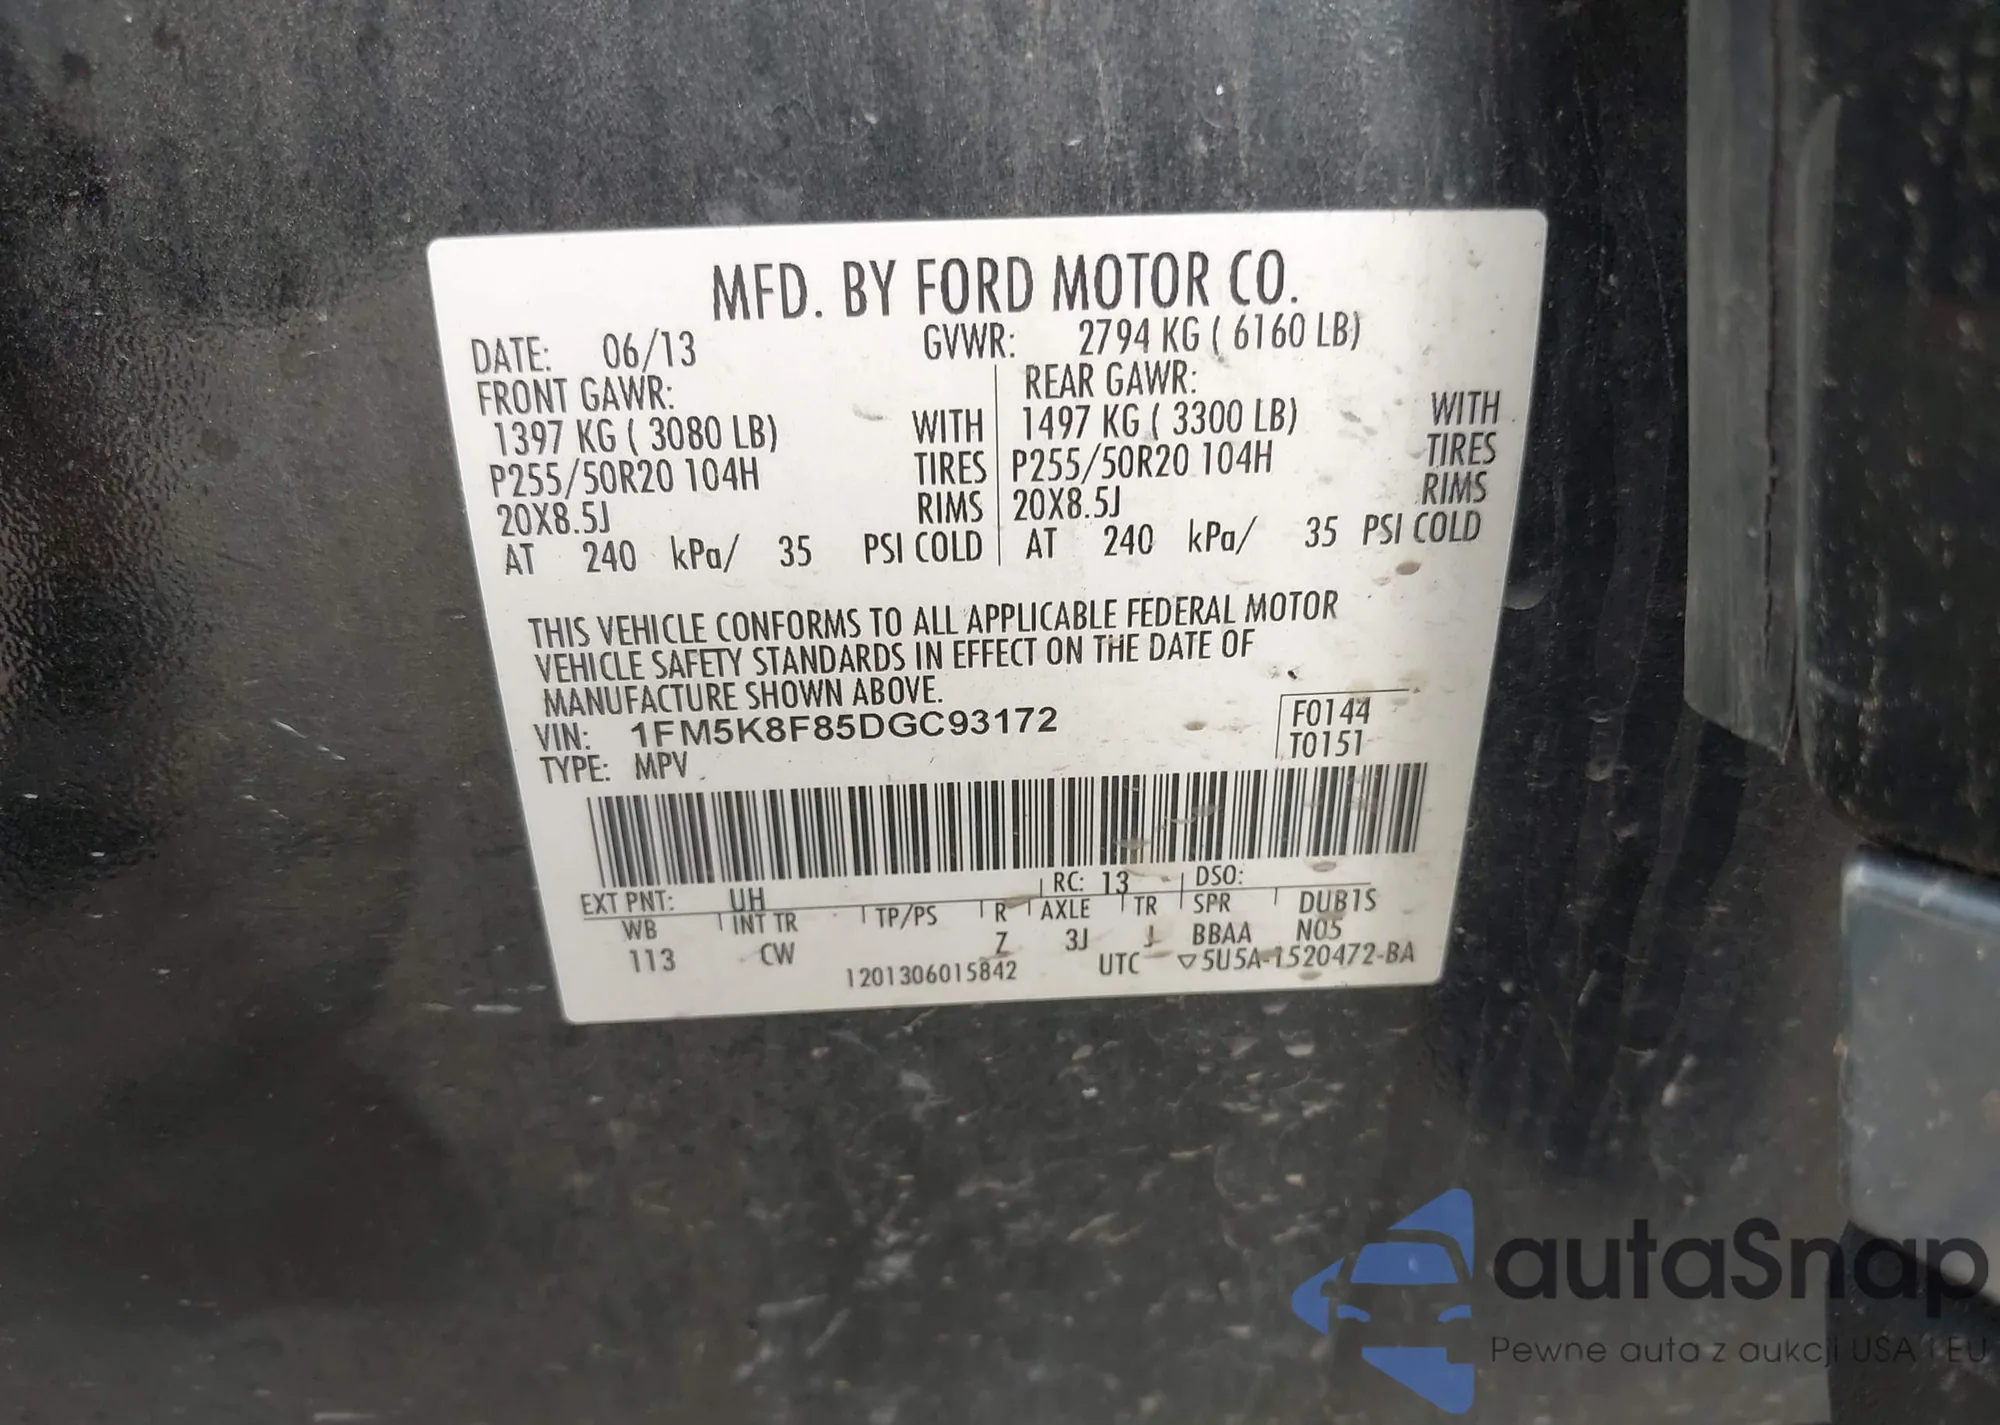 MFD. BY FORD MOTOR CO.
DATE: 06/13 GVWR: 2794 KG ( 6160 LB)
FRONT GAWR: REAR GAWR:
1397 KG ( 3080 LB) WITH 1497 KG ( 3300 LB) WITH
P255/50R20 104H TIRES P255/50R20 104H TIRES
20X8.5J RIMS 20X8.5J RIMS
AT 240 kPa/ 35 PSI COLD AT 240 kPa/ 35 PSI COLD
THIS VEHICLE CONFORMS TO ALL APPLICABLE FEDERAL MOTOR
VEHICLE SAFETY STANDARDS IN EFFECT ON THE DATE OF
MANUFACTURE SHOWN ABOVE.
VIN: 1FM5K8F85DGC93172 F0144
TYPE: MPV T0151
EXT PNT: UH RC: 13 DSO:
WB INT TR TP/PS R AXLE TR SPR DUB1S
113 CW Z 3J J BBAA N05
1201306015842 UTC ▽5U5A-1520472-BA
autaSnap
Pewne auta z aukcji USA i EU